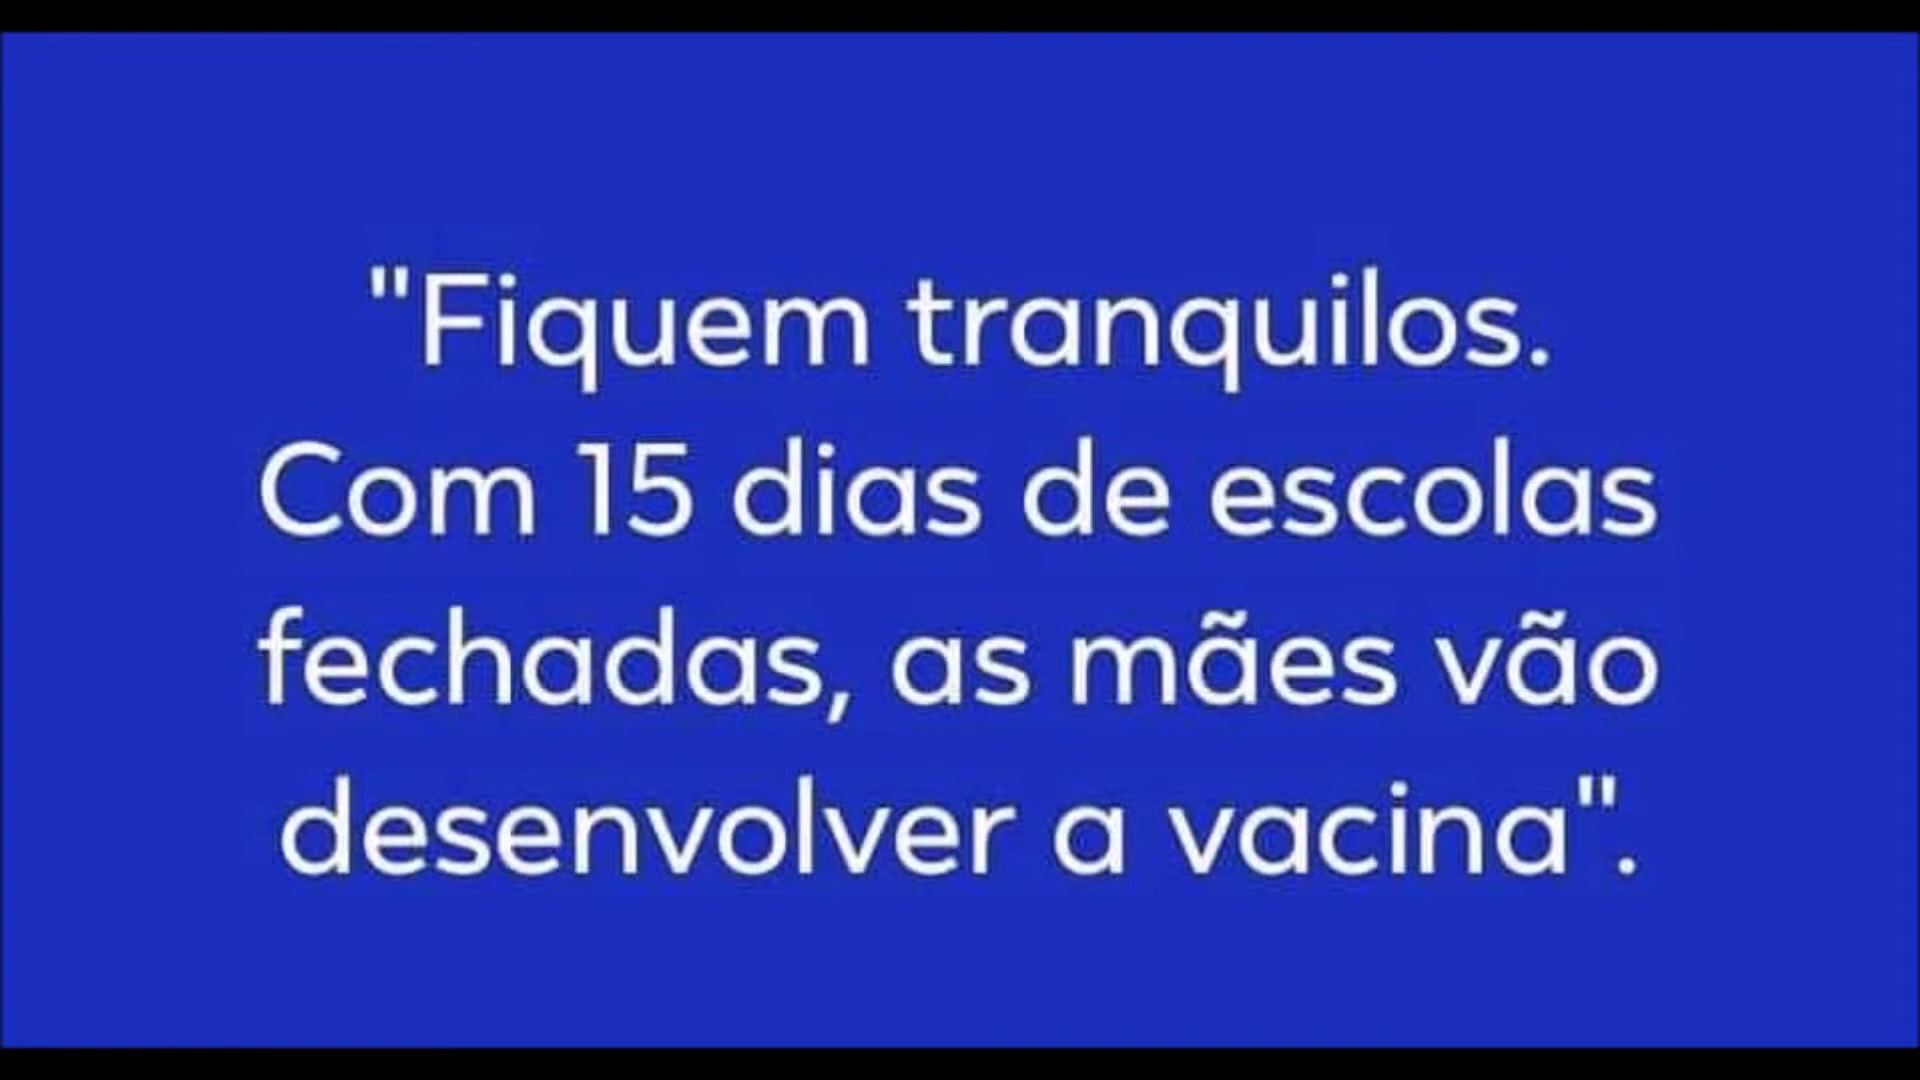 "Fiquem tranquilos.
Com 15 dias de escolas
fechadas, as mães vão
desenvolver a vacina".